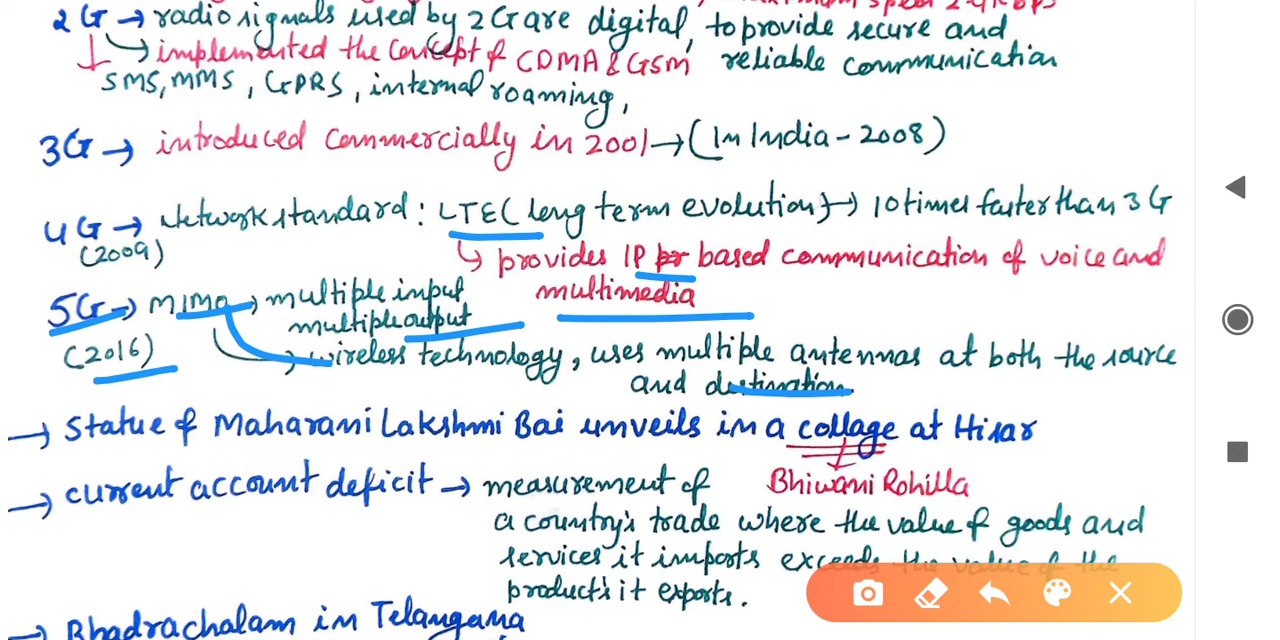 2.4 Kbps
2G → radio signals used by 2G are digital, to provide secure and
→ implemented the concept of CDMA & GSM reliable communication
SMS, MMS, GPRS, internal roaming,
3G → introduced commercially in 2001 → (In India - 2008)
4G → Network standard : LTE( long term evolution) → 10 times faster than 3G
(2009)
↳ provides IP based communication of voice and
multimedia
5G → MIMO → multiple input
multiple output
(2016)
→ wireless technology, uses multiple antennas at both the source
and destination.
→ Statue of Maharani Lakshmi Bai unveils in a collage at Hisar
→ current account deficit → measurement of Bhiwani Rohilla
a country's trade where the value of goods and
services it imports exceeds the value of the
product's it exports.
→ Bhadrachalam in Telangana